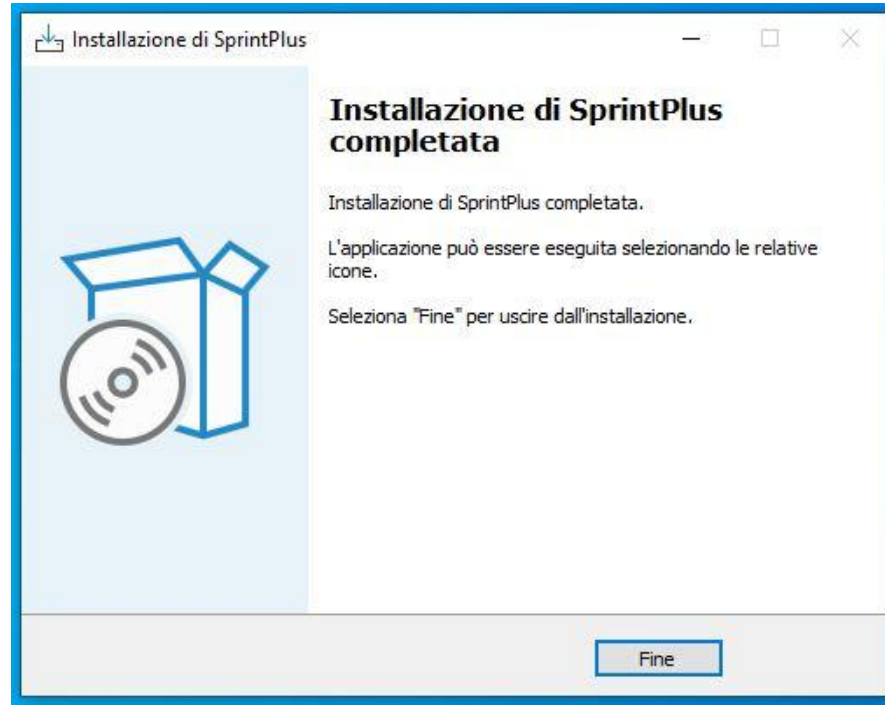 Installazione di SprintPlus
Installazione di SprintPlus
completata
Installazione di SprintPlus completata.
L'applicazione può essere eseguita selezionando le relative
icone.
Seleziona "Fine" per uscire dall'installazione.
Fine